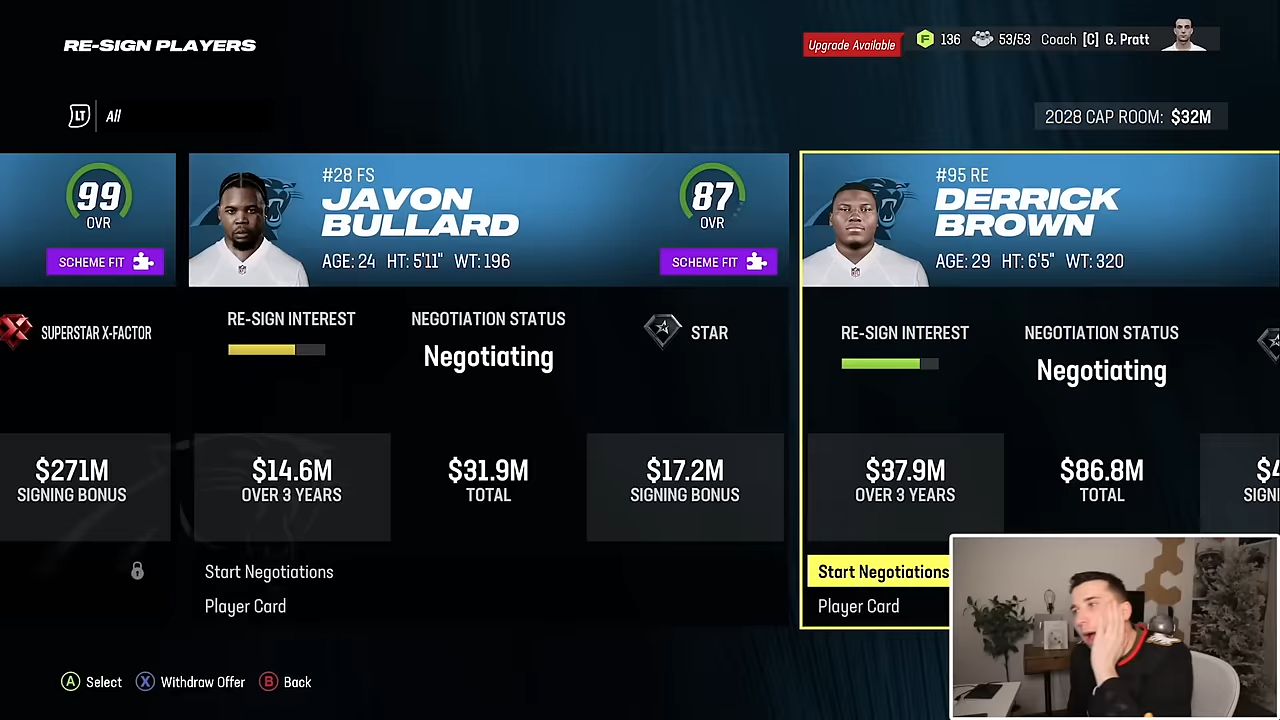 RE-SIGN PLAYERS
Upgrade Available
136
53/53
Coach [C] G. Pratt
LT
All
2028 CAP ROOM: $32M
99
OVR
SCHEME FIT
SUPERSTAR X-FACTOR
$271M
SIGNING BONUS
#28 FS
JAVON
BULLARD
AGE: 24 HT: 5'11" WT: 196
87
OVR
SCHEME FIT
RE-SIGN INTEREST
NEGOTIATION STATUS
Negotiating
STAR
$14.6M
OVER 3 YEARS
$31.9M
TOTAL
$17.2M
SIGNING BONUS
Start Negotiations
Player Card
#95 RE
DERRICK
BROWN
AGE: 29 HT: 6'5" WT: 320
RE-SIGN INTEREST
NEGOTIATION STATUS
Negotiating
$37.9M
OVER 3 YEARS
$86.8M
TOTAL
$4
SIGNI
Start Negotiations
Player Card
A Select
X Withdraw Offer
B Back